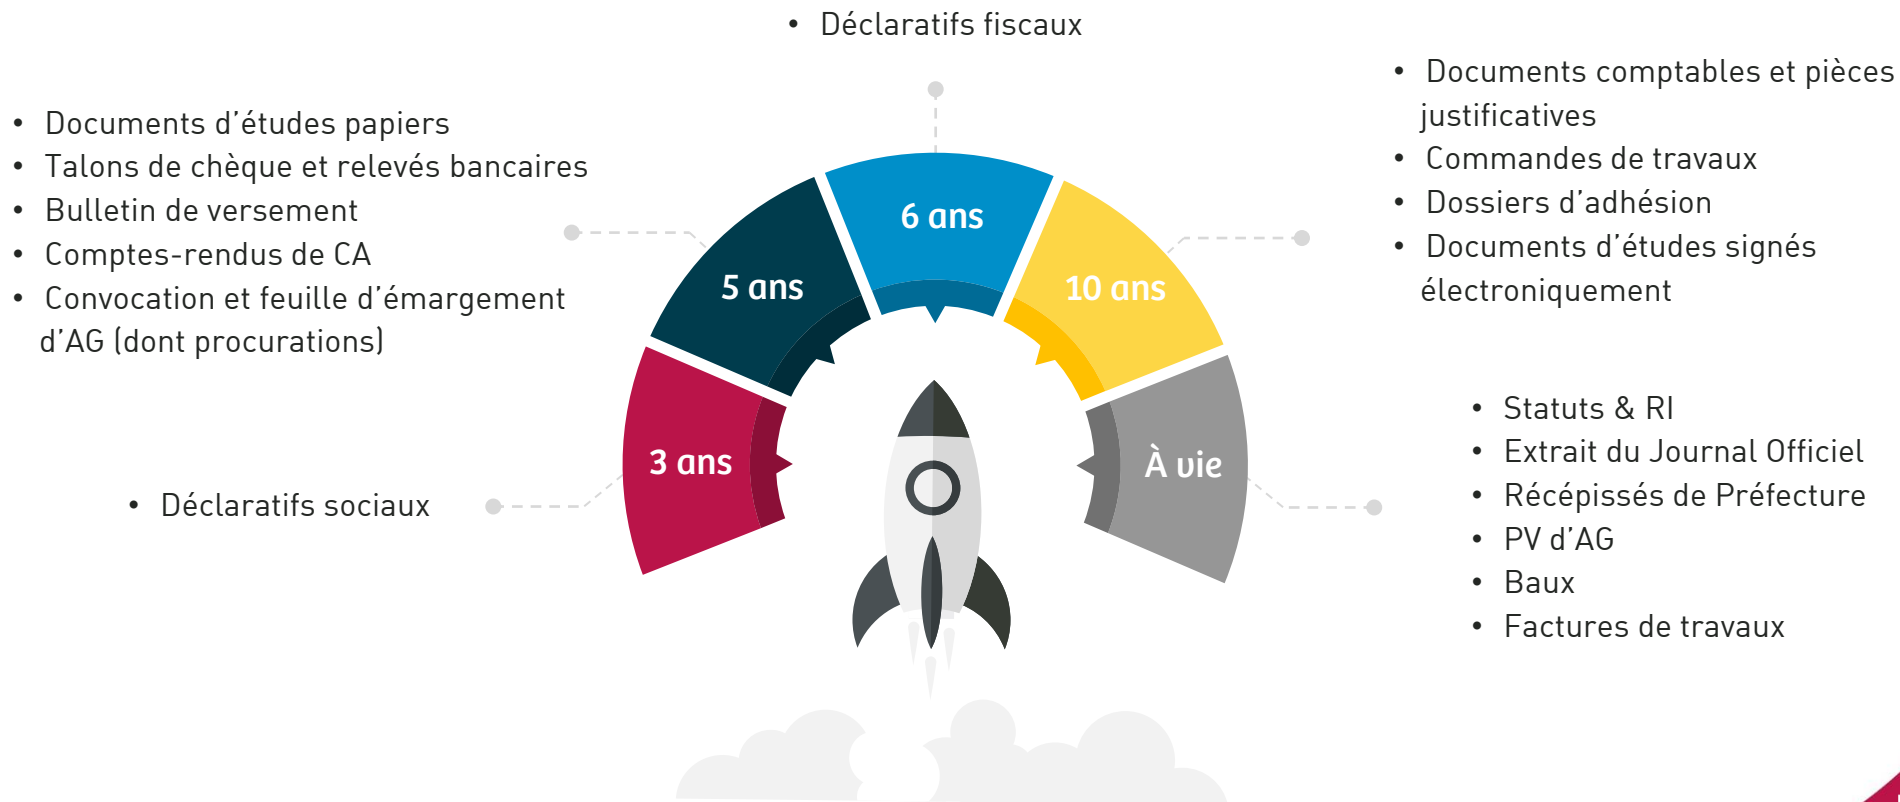 • Déclaratifs fiscaux
• Documents d’études papiers
• Talons de chèque et relevés bancaires
• Bulletin de versement
• Comptes-rendus de CA
• Convocation et feuille d’émargement
d’AG (dont procurations)
• Déclaratifs sociaux
3 ans
5 ans
6 ans
10 ans
À vie
• Documents comptables et pièces
justificatives
• Commandes de travaux
• Dossiers d’adhésion
• Documents d’études signés
électroniquement
• Statuts & RI
• Extrait du Journal Officiel
• Récépissés de Préfecture
• PV d’AG
• Baux
• Factures de travaux